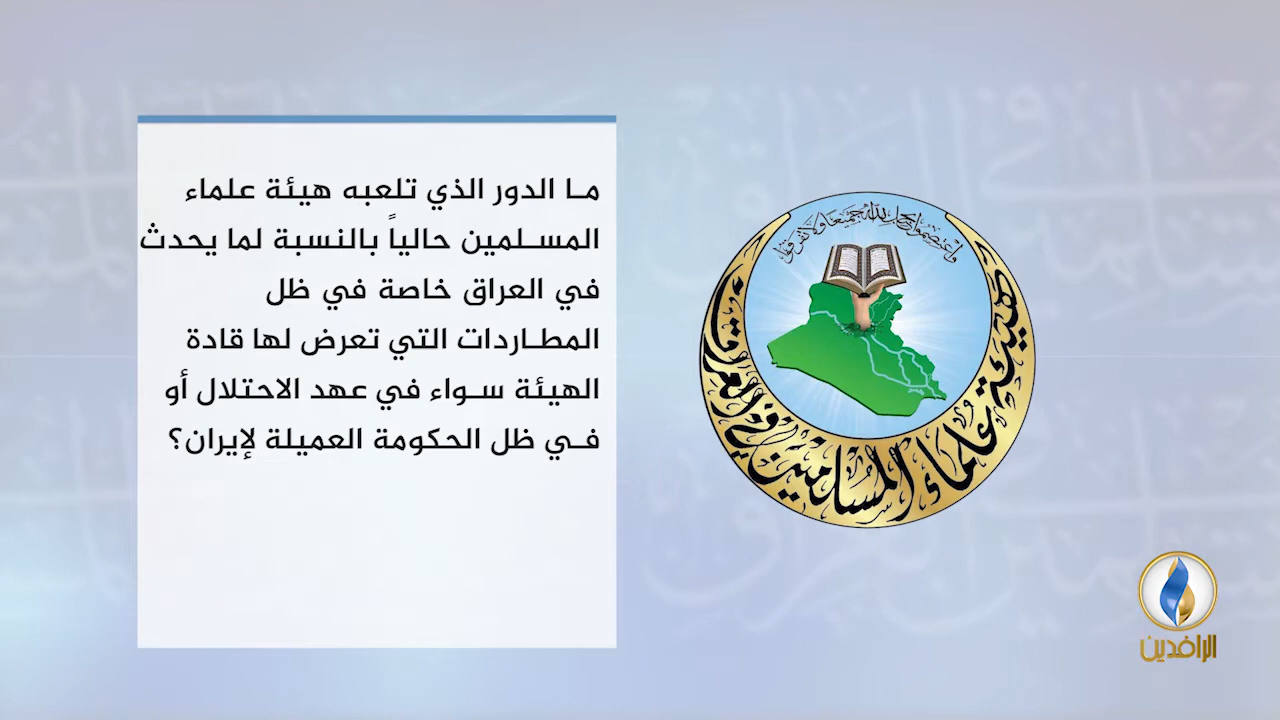 ما الدور الذي تلعبه هيئة علماء
المسلمين حالياً بالنسبة لما يحدث
في العراق خاصة في ظل
المطاردات التي تعرض لها قادة
الهيئة سواء في عهد الاحتلال أو
في ظل الحكومة العميلة لإيران؟
واعتصموا بحبل الله جميعا ولا تفرقوا
هيئة علماء المسلمين في العراق
الرافدين